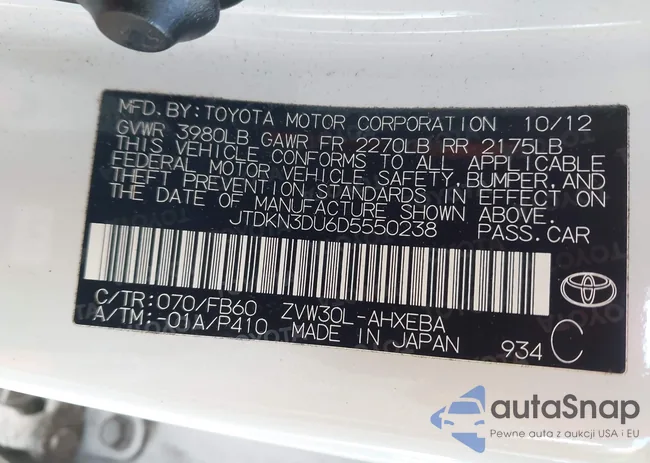 MFD. BY: TOYOTA MOTOR CORPORATION 10/12
GVWR 3980LB GAWR FR 2270LB RR 2175LB
THIS VEHICLE CONFORMS TO ALL APPLICABLE
FEDERAL MOTOR VEHICLE SAFETY, BUMPER, AND
THEFT PREVENTION STANDARDS IN EFFECT ON
THE DATE OF MANUFACTURE SHOWN ABOVE.
JTDKN3DU6D5550238 PASS. CAR
C/TR: 070/FB60 ZVW30L-AHXEBA
A/TM: -01A/P410 MADE IN JAPAN 934 C
autaSnap
Pewne auta z aukcji USA i EU